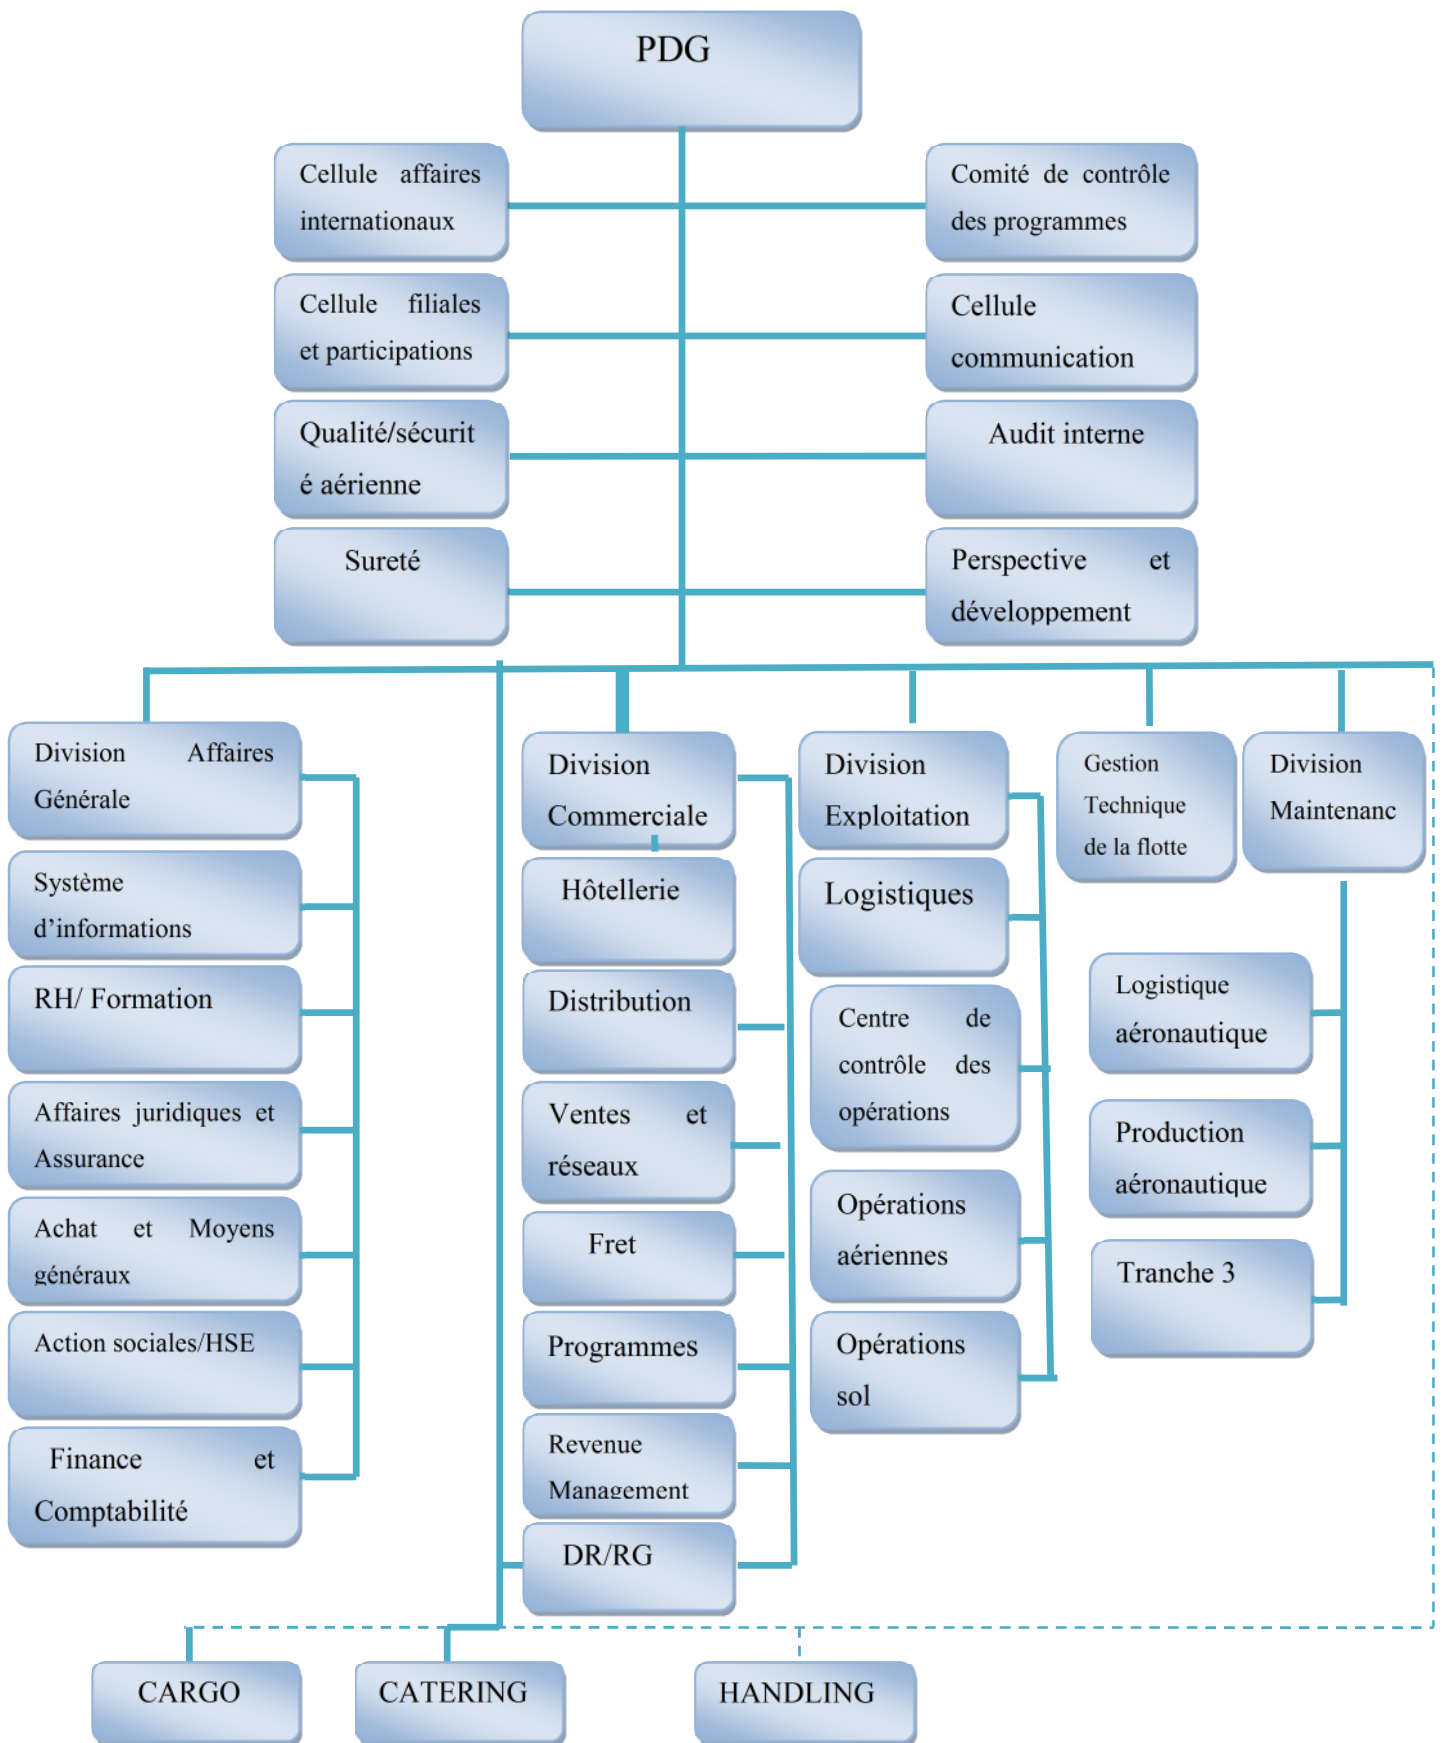 PDG
Cellule affaires
internationaux
Comité de contrôle
des programmes
Cellule filiales
et participations
Cellule
communication
Qualité/sécurit
é aérienne
Audit interne
Sureté
Perspective et
développement
Division Affaires
Générale
Système
d’informations
RH/ Formation
Affaires juridiques et
Assurance
Achat et Moyens
généraux
Action sociales/HSE
Finance et
Comptabilité
Division
Commerciale
Hôtellerie
Distribution
Ventes et
réseaux
Fret
Programmes
Revenue
Management
DR/RG
Division
Exploitation
Logistiques
Centre de
contrôle des
opérations
Opérations
aériennes
Opérations
sol
Gestion
Technique
de la flotte
Division
Maintenanc
Logistique
aéronautique
Production
aéronautique
Tranche 3
CARGO
CATERING
HANDLING